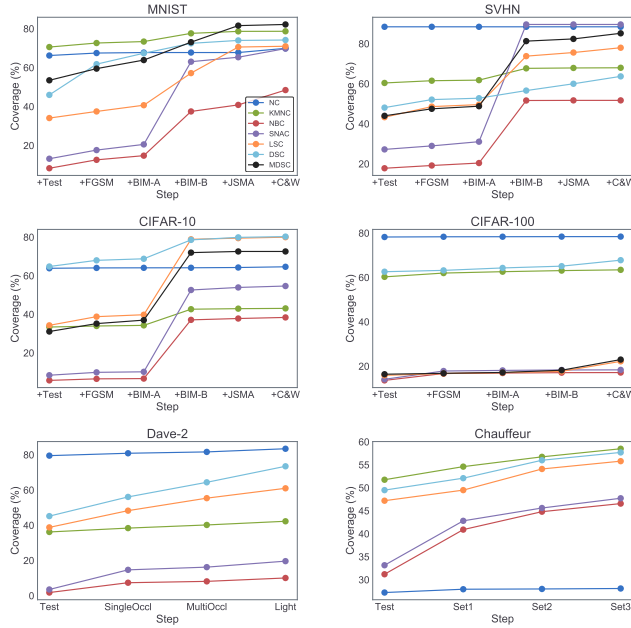 MNIST
Coverage (%)
80
60
40
20
NC
KMNC
NBC
SNAC
LSC
DSC
MDSC
+Test +FGSM +BIM-A +BIM-B +JSMA +C&W
Step
SVHN
Coverage (%)
80
60
40
20
+Test +FGSM +BIM-A +BIM-B +JSMA +C&W
Step
CIFAR-10
Coverage (%)
80
60
40
20
+Test +FGSM +BIM-A +BIM-B +JSMA +C&W
Step
CIFAR-100
Coverage (%)
80
60
40
20
+Test +FGSM +BIM-A +BIM-B +C&W
Step
Dave-2
Coverage (%)
80
60
40
20
0
Test SingleOccl MultiOccl Light
Step
Chauffeur
Coverage (%)
60
55
50
45
40
35
30
Test Set1 Set2 Set3
Step